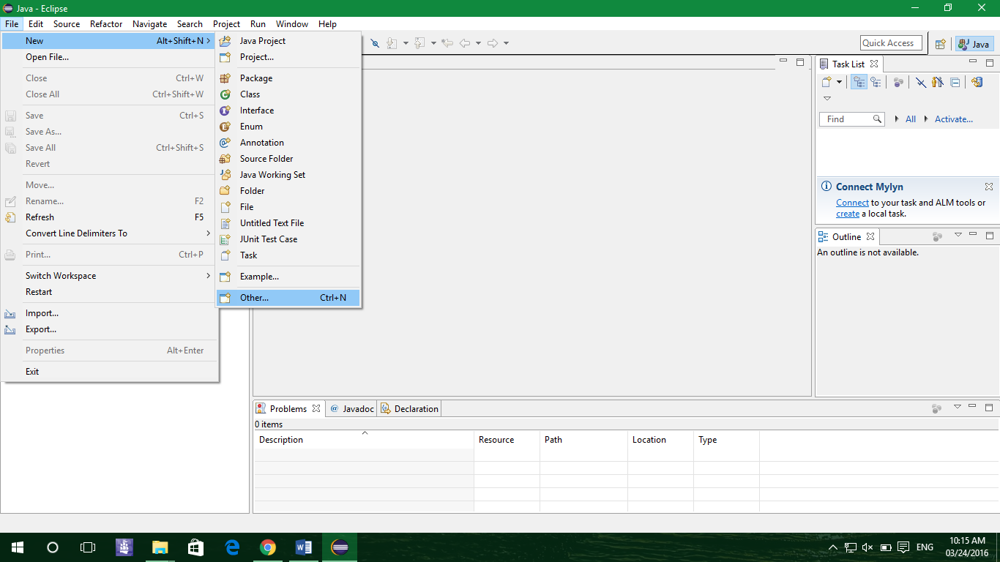 Java - Eclipse
File Edit Source Refactor Navigate Search Project Run Window Help
Quick Access
Java
New Alt+Shift+N
Open File...
Close Ctrl+W
Close All Ctrl+Shift+W
Save Ctrl+S
Save As...
Save All Ctrl+Shift+S
Revert
Move...
Rename... F2
Refresh F5
Convert Line Delimiters To
Print... Ctrl+P
Switch Workspace
Restart
Import...
Export...
Properties Alt+Enter
Exit
Java Project
Project...
Package
Class
Interface
Enum
Annotation
Source Folder
Java Working Set
Folder
File
Untitled Text File
JUnit Test Case
Task
Example...
Other... Ctrl+N
Task List
Find All Activate...
Connect Mylyn
Connect to your task and ALM tools or
create a local task.
Outline
An outline is not available.
Problems @ Javadoc Declaration
0 items
Description Resource Path Location Type
ENG
10:15 AM
03/24/2016